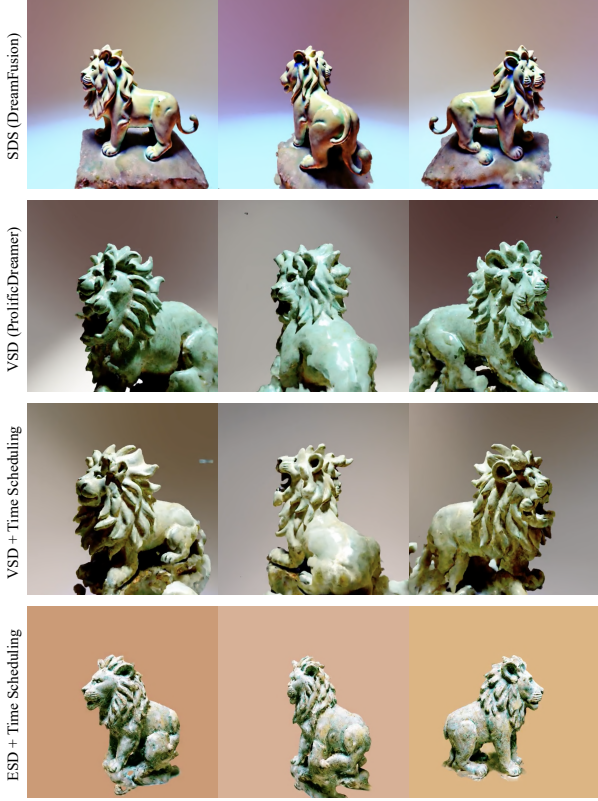 SDS (DreamFusion)
VSD (ProlificDreamer)
VSD + Time Scheduling
ESD + Time Scheduling